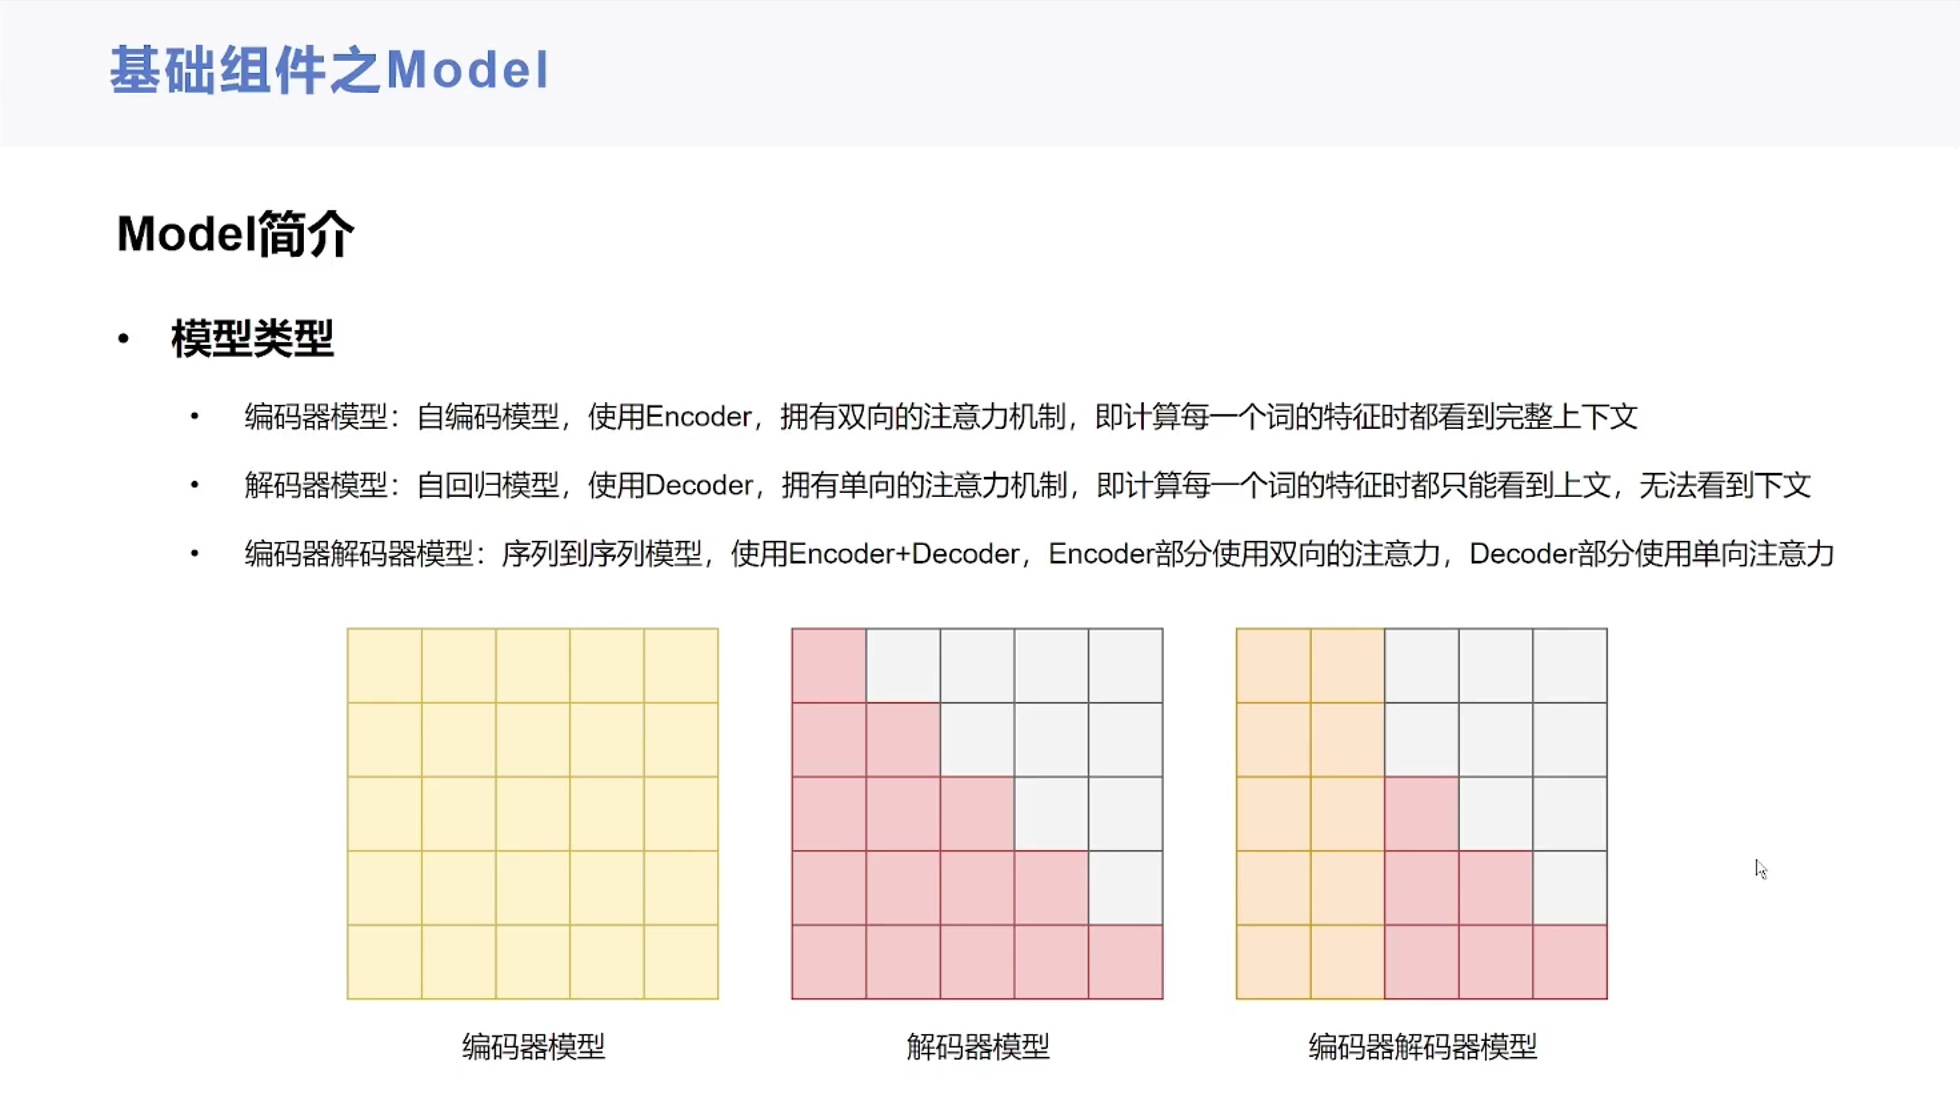 基础组件之Model
Model简介
• 模型类型
• 编码器模型：自编码模型，使用Encoder，拥有双向的注意力机制，即计算每一个词的特征时都看到完整上下文
• 解码器模型：自回归模型，使用Decoder，拥有单向的注意力机制，即计算每一个词的特征时都只能看到上文，无法看到下文
• 编码器解码器模型：序列到序列模型，使用Encoder+Decoder，Encoder部分使用双向的注意力，Decoder部分使用单向注意力
编码器模型
解码器模型
编码器解码器模型